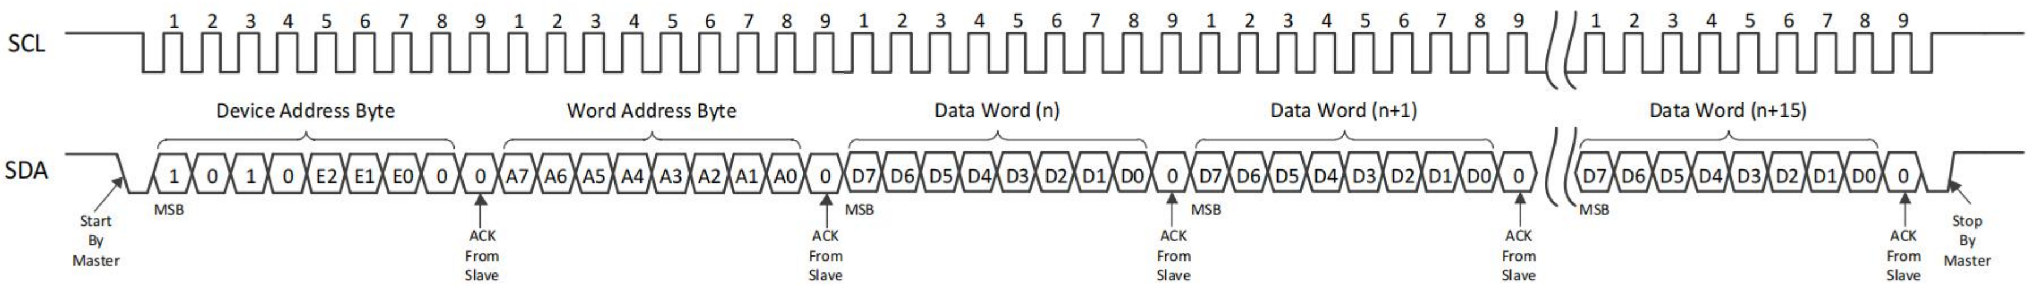 1 2 3 4 5 6 7 8 9 1 2 3 4 5 6 7 8 9 1 2 3 4 5 6 7 8 9 1 2 3 4 5 6 7 8 9 1 2 3 4 5 6 7 8 9
SCL
Device Address Byte Word Address Byte Data Word (n) Data Word (n+1) Data Word (n+15)
SDA 1 0 1 0 E2 E1 E0 0 0 A7 A6 A5 A4 A3 A2 A1 A0 0 D7 D6 D5 D4 D3 D2 D1 D0 0 D7 D6 D5 D4 D3 D2 D1 D0 0 D7 D6 D5 D4 D3 D2 D1 D0 0
MSB MSB MSB MSB
Start
By
Master
ACK
From
Slave
ACK
From
Slave
ACK
From
Slave
ACK
From
Slave
ACK
From
Slave
Stop
By
Master